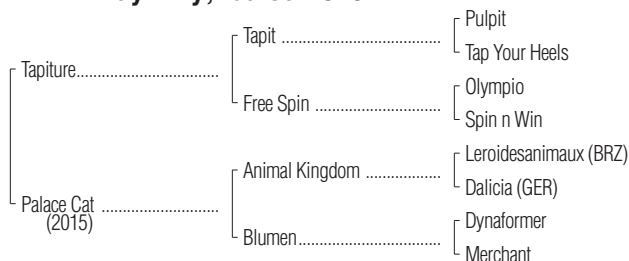 Tapiture
Palace Cat
(2015)
Tapit
Free Spin
Animal Kingdom
Blumen
Pulpit
Tap Your Heels
Olympio
Spin n Win
Leroidesanimaux (BRZ)
Dalicia (GER)
Dynaformer
Merchant